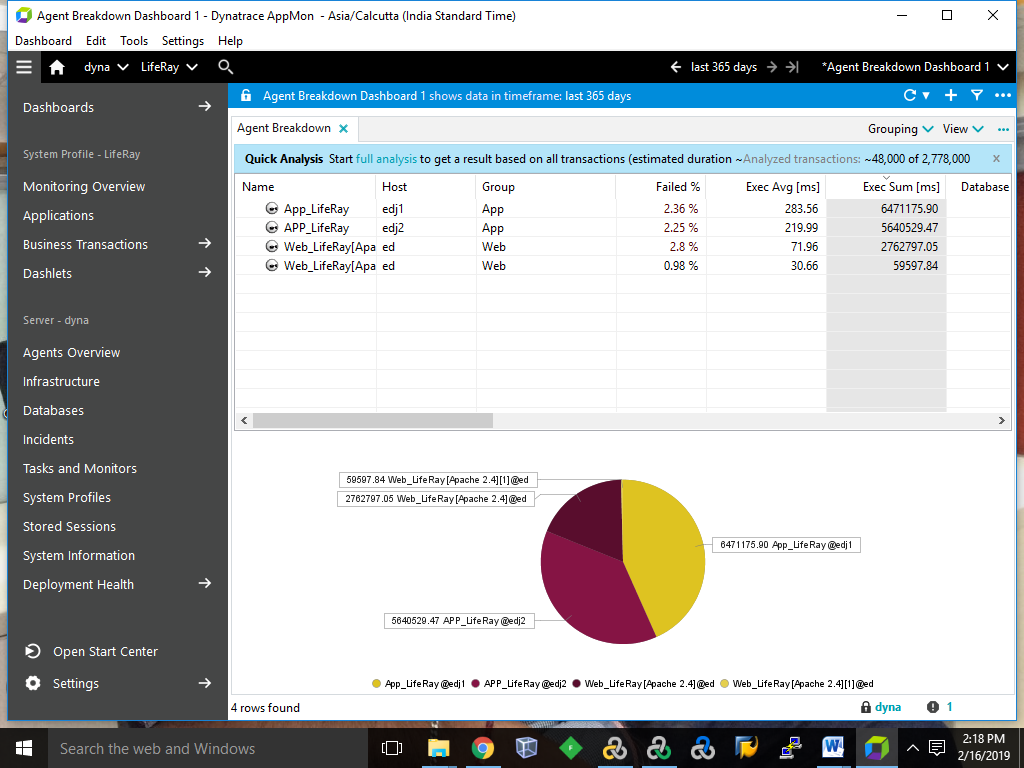 Agent Breakdown Dashboard 1 - Dynatrace AppMon - Asia/Calcutta (India Standard Time)
Dashboard Edit Tools Settings Help
dyna LifeRay last 365 days *Agent Breakdown Dashboard 1
Agent Breakdown Dashboard 1 shows data in timeframe: last 365 days
Dashboards
System Profile - LifeRay
Monitoring Overview
Applications
Business Transactions
Dashlets
Server - dyna
Agents Overview
Infrastructure
Databases
Incidents
Tasks and Monitors
System Profiles
Stored Sessions
System Information
Deployment Health
Open Start Center
Settings
Agent Breakdown Grouping View
Quick Analysis Start full analysis to get a result based on all transactions (estimated duration ~Analyzed transactions: ~48,000 of 2,778,000
Name Host Group Failed % Exec Avg [ms] Exec Sum [ms] Database
App_LifeRay edj1 App 2.36 % 283.56 6471175.90
APP_LifeRay edj2 App 2.25 % 219.99 5640529.47
Web_LifeRay[Apa ed Web 2.8 % 71.96 2762797.05
Web_LifeRay[Apa ed Web 0.98 % 30.66 59597.84
59597.84 Web_LifeRay[Apache 2.4][1]@ed
2762797.05 Web_LifeRay[Apache 2.4]@ed
6471175.90 App_LifeRay@edj1
5640529.47 APP_LifeRay@edj2
App_LifeRay@edj1 APP_LifeRay@edj2 Web_LifeRay[Apache 2.4]@ed Web_LifeRay[Apache 2.4][1]@ed
4 rows found dyna 1
Search the web and Windows
2:18 PM
2/16/2019